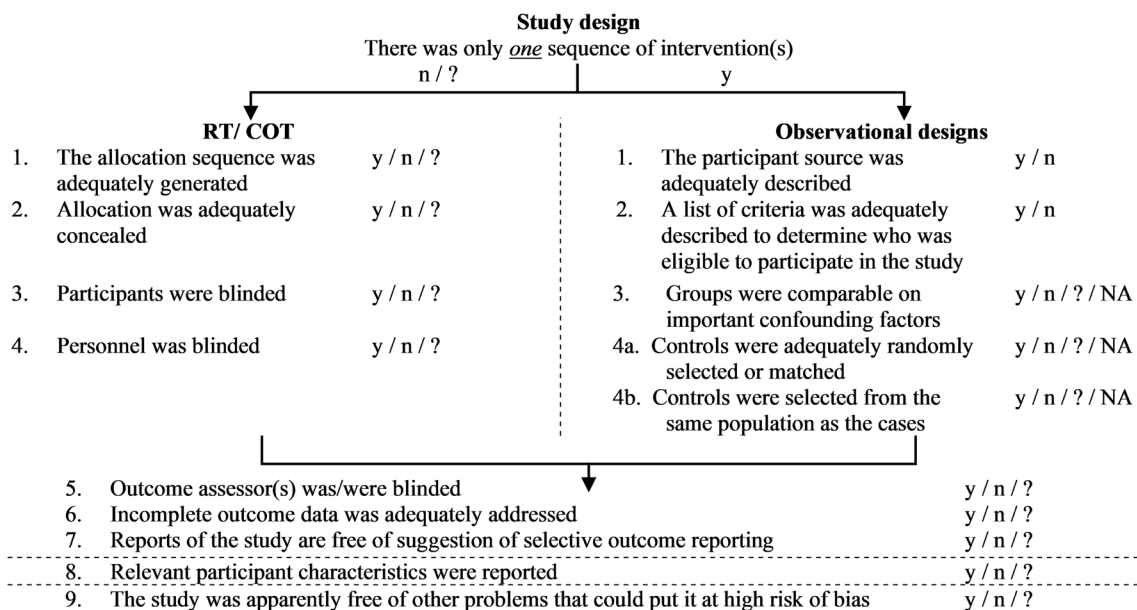 Study design
There was only one sequence of intervention(s)
n / ?
y
RT/ COT
1. The allocation sequence was y / n / ?
adequately generated
2. Allocation was adequately y / n / ?
concealed
3. Participants were blinded y / n / ?
4. Personnel was blinded y / n / ?
Observational designs
1. The participant source was y / n
adequately described
2. A list of criteria was adequately y / n
described to determine who was
eligible to participate in the study
3. Groups were comparable on y / n / ? / NA
important confounding factors
4a. Controls were adequately randomly y / n / ? / NA
selected or matched
4b. Controls were selected from the y / n / ? / NA
same population as the cases
5. Outcome assessor(s) was/were blinded y / n / ?
6. Incomplete outcome data was adequately addressed y / n / ?
7. Reports of the study are free of suggestion of selective outcome reporting y / n / ?
8. Relevant participant characteristics were reported y / n / ?
9. The study was apparently free of other problems that could put it at high risk of bias y / n / ?